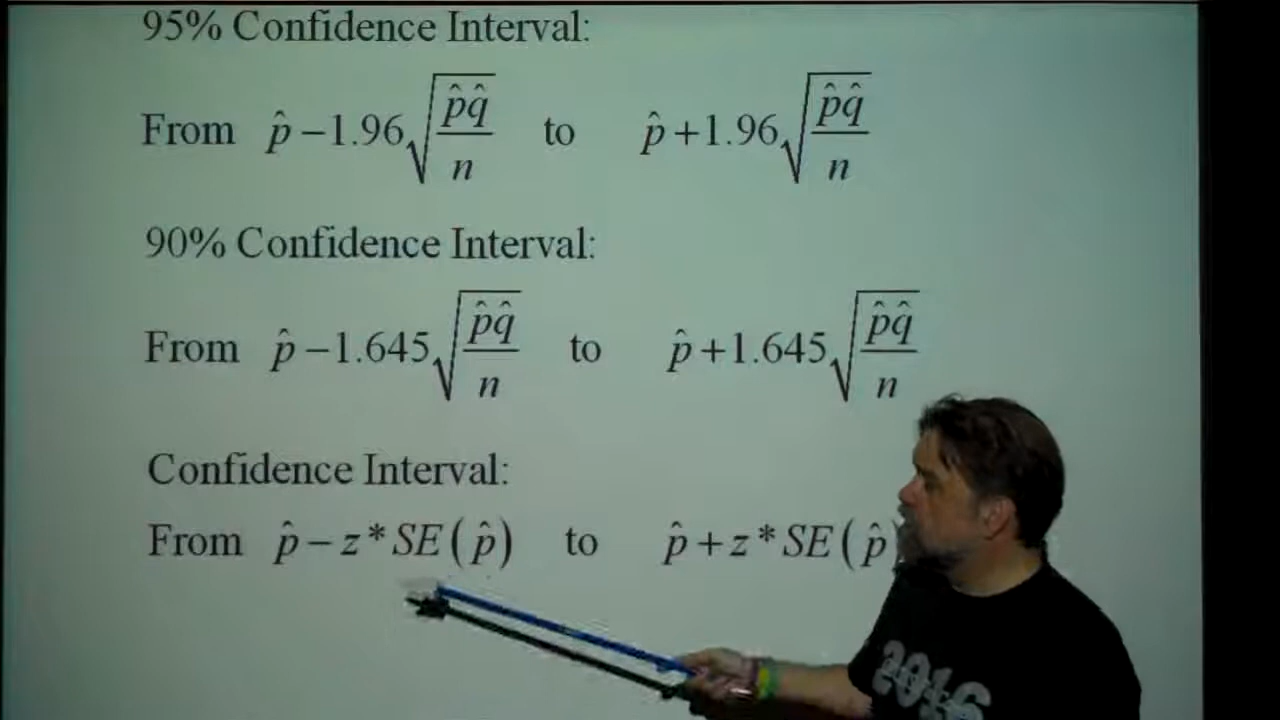 95% Confidence Interval:
From p̂ − 1.96√(p̂q̂/n) to p̂ + 1.96√(p̂q̂/n)
90% Confidence Interval:
From p̂ − 1.645√(p̂q̂/n) to p̂ + 1.645√(p̂q̂/n)
Confidence Interval:
From p̂ − z * SE(p̂) to p̂ + z * SE(p̂)
2016